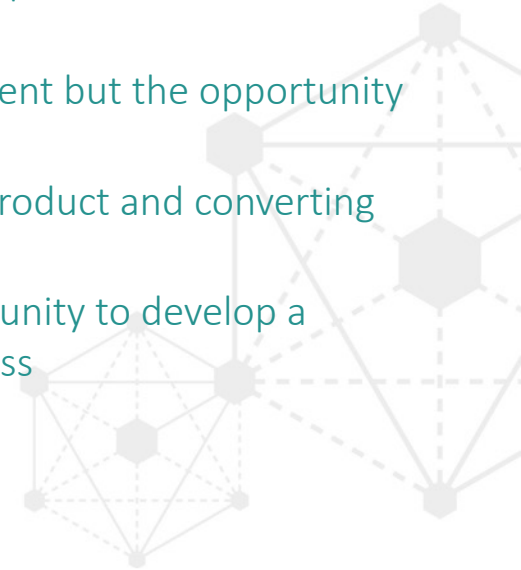 ent but the opportunity
roduct and converting
unity to develop a
ss